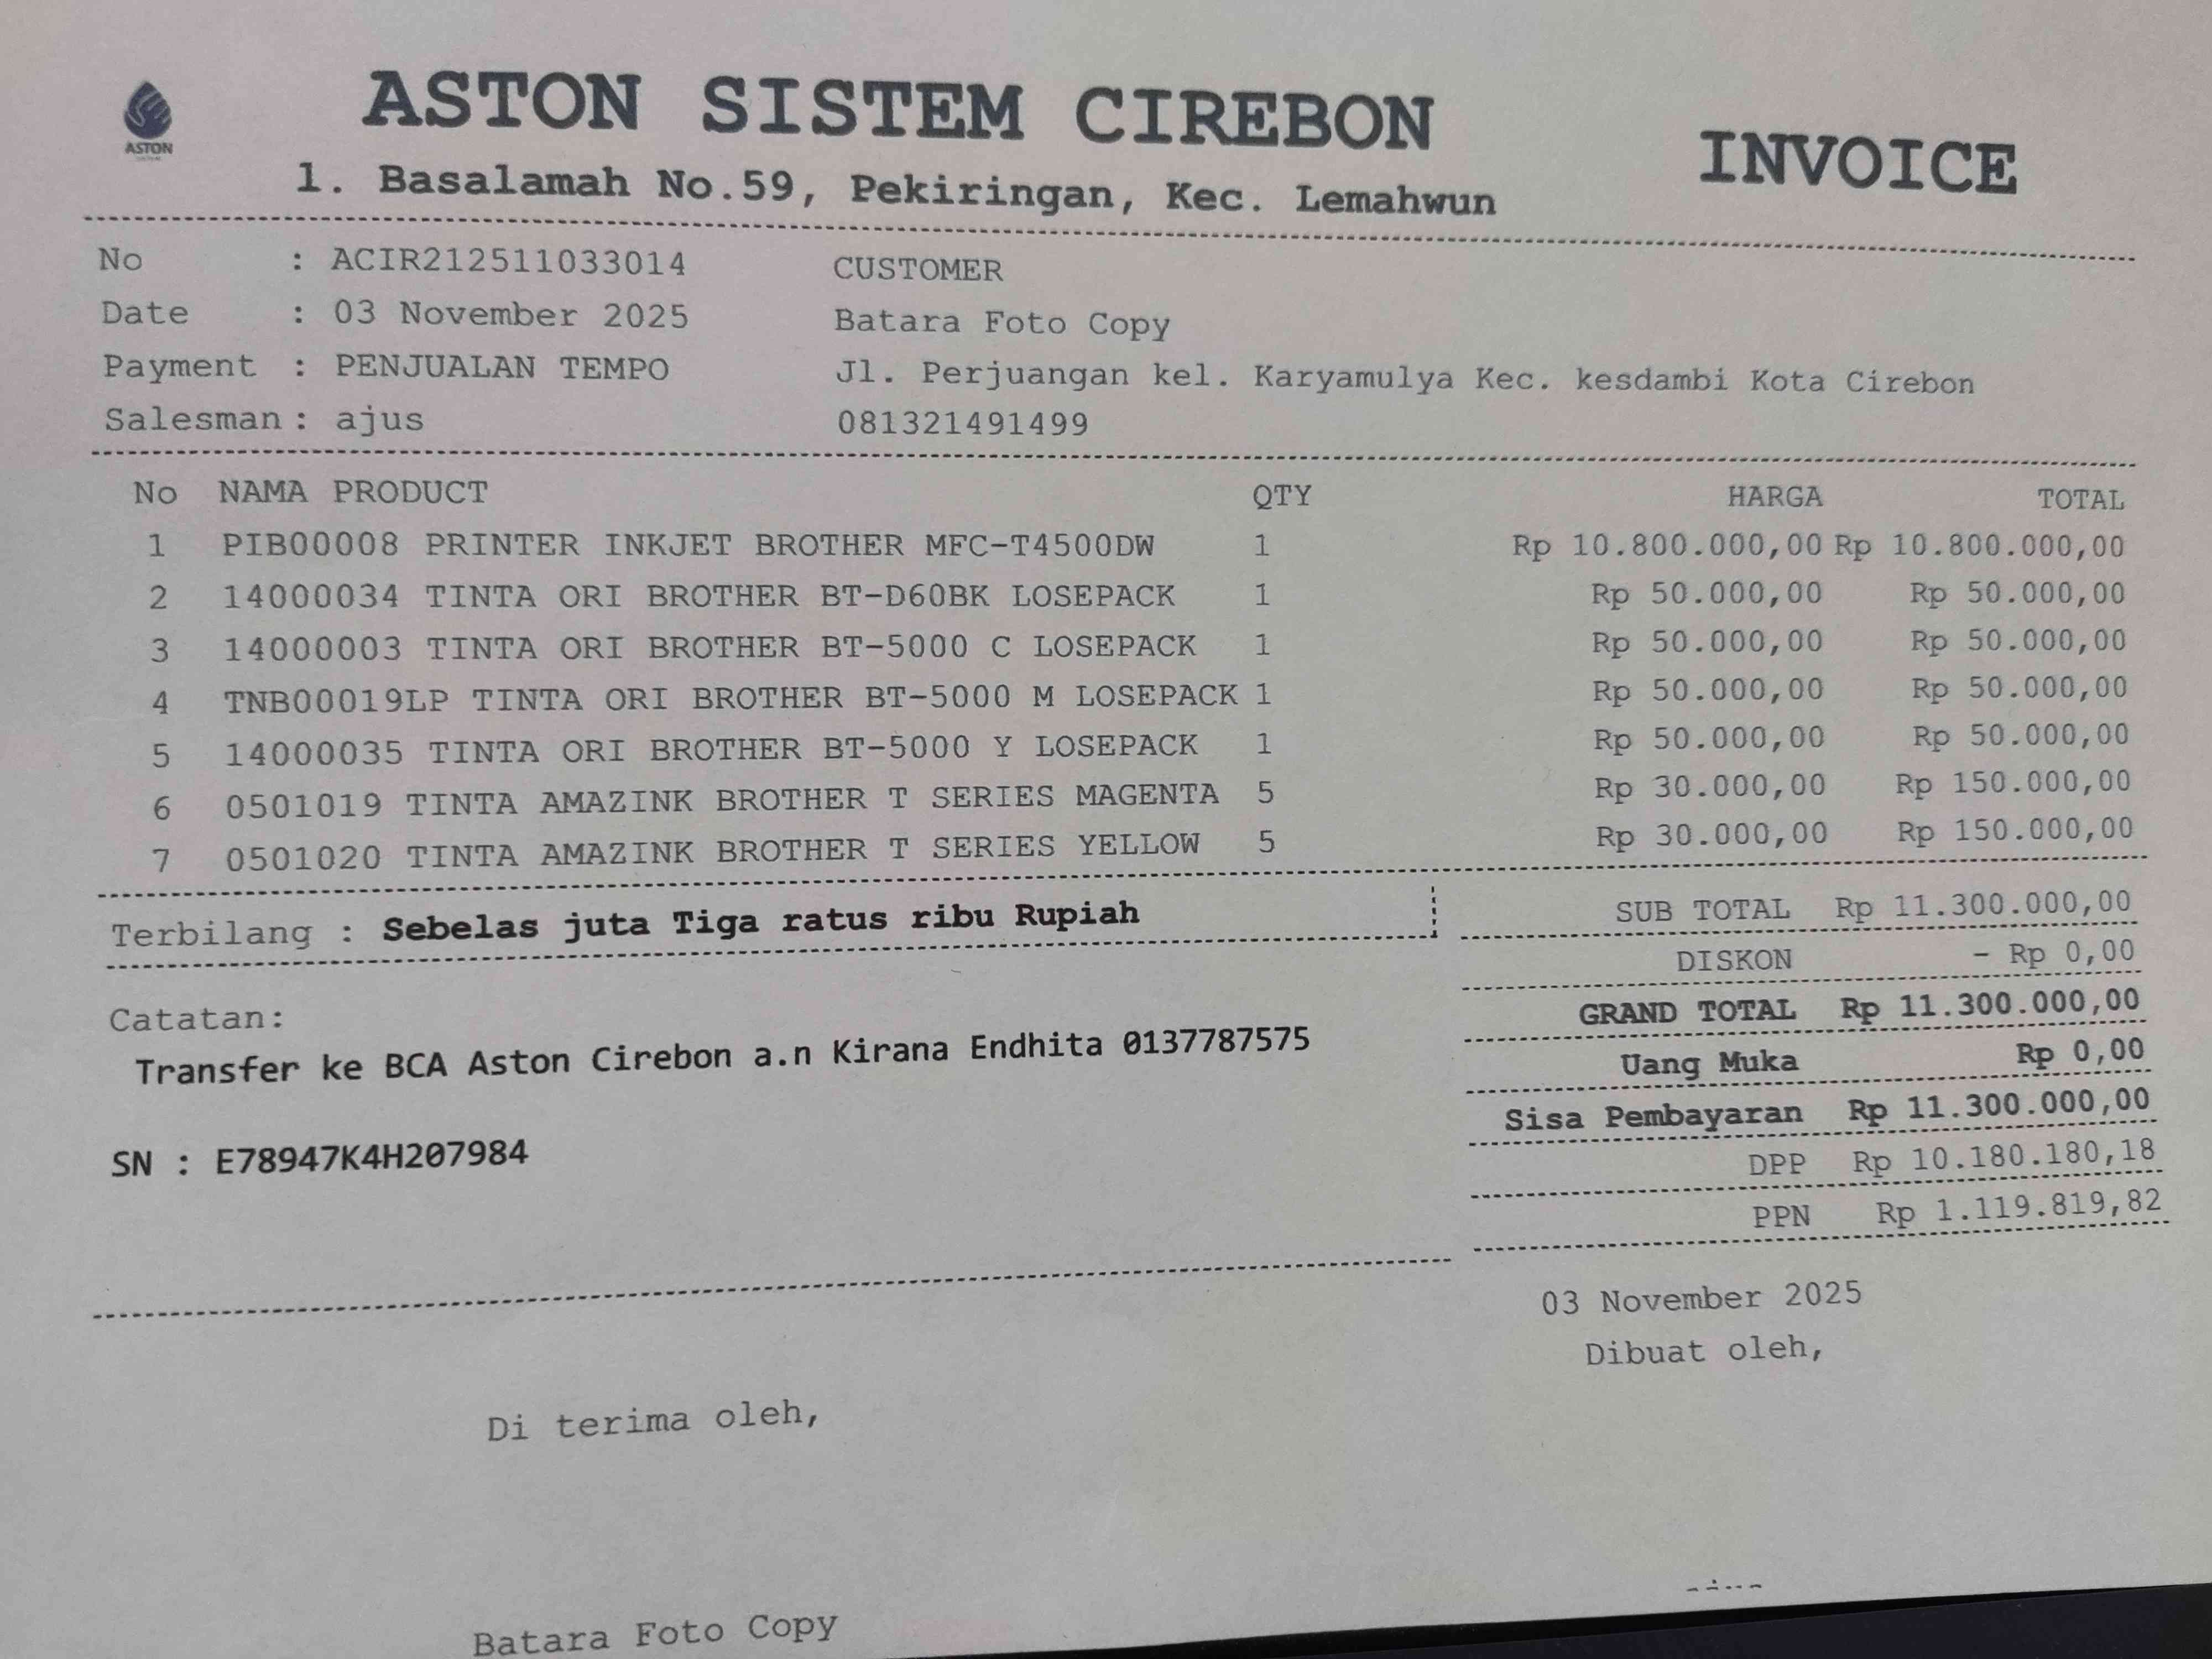 ASTON
ASTON SISTEM CIREBON
INVOICE
l. Basalamah No.59, Pekiringan, Kec. Lemahwun
No : ACIR212511033014
Date : 03 November 2025
Payment : PENJUALAN TEMPO
Salesman : ajus
CUSTOMER
Batara Foto Copy
Jl. Perjuangan kel. Karyamulya Kec. kesdambi Kota Cirebon
081321491499
No NAMA PRODUCT QTY HARGA TOTAL
1 PIB00008 PRINTER INKJET BROTHER MFC-T4500DW 1 Rp 10.800.000,00 Rp 10.800.000,00
2 14000034 TINTA ORI BROTHER BT-D60BK LOSEPACK 1 Rp 50.000,00 Rp 50.000,00
3 14000003 TINTA ORI BROTHER BT-5000 C LOSEPACK 1 Rp 50.000,00 Rp 50.000,00
4 TNB00019LP TINTA ORI BROTHER BT-5000 M LOSEPACK 1 Rp 50.000,00 Rp 50.000,00
5 14000035 TINTA ORI BROTHER BT-5000 Y LOSEPACK 1 Rp 50.000,00 Rp 50.000,00
6 0501019 TINTA AMAZINK BROTHER T SERIES MAGENTA 5 Rp 30.000,00 Rp 150.000,00
7 0501020 TINTA AMAZINK BROTHER T SERIES YELLOW 5 Rp 30.000,00 Rp 150.000,00
Terbilang : Sebelas juta Tiga ratus ribu Rupiah
SUB TOTAL Rp 11.300.000,00
DISKON - Rp 0,00
GRAND TOTAL Rp 11.300.000,00
Uang Muka Rp 0,00
Sisa Pembayaran Rp 11.300.000,00
DPP Rp 10.180.180,18
PPN Rp 1.119.819,82
Catatan:
Transfer ke BCA Aston Cirebon a.n Kirana Endhita 0137787575
SN : E78947K4H207984
03 November 2025
Dibuat oleh,
Di terima oleh,
Batara Foto Copy